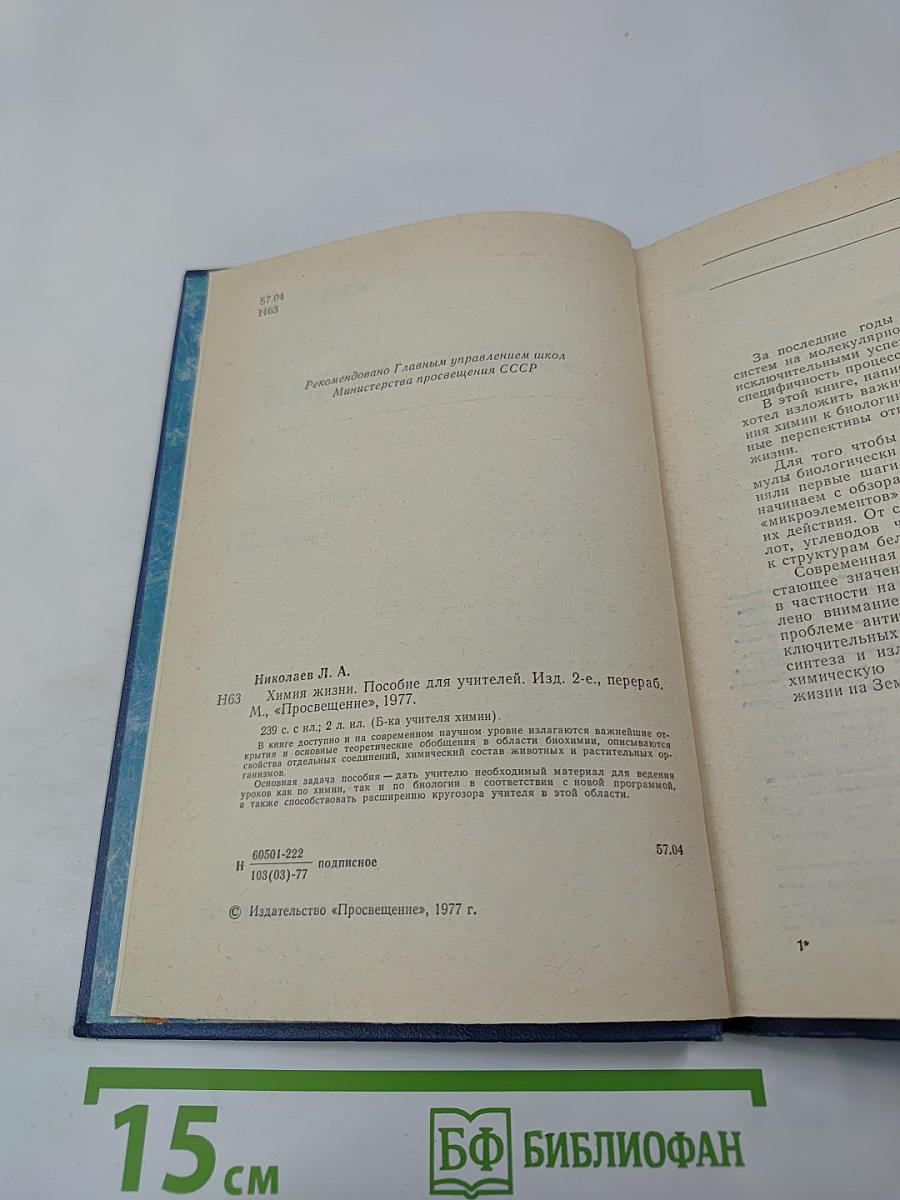 57.04
Н63
Рекомендовано Главным управлением школ
Министерства просвещения СССР
Николаев Л. А.
Н63 Химия жизни. Пособие для учителей. Изд. 2-е., перераб.
М., «Просвещение», 1977.
239 с. с ил.; 2 л. ил. (Б-ка учителя химии).
В книге доступно и на современном научном уровне излагаются важнейшие от-
крытия и основные теоретические обобщения в области биохимии, описываются
свойства отдельных соединений, химический состав животных и растительных ор-
ганизмов.
Основная задача пособия — дать учителю необходимый материал для ведения
уроков как по химии, так и по биологии в соответствии с новой программой,
а также способствовать расширению кругозора учителя в этой области.
Н 60501-222 подписное 57.04
103(03)-77
© Издательство «Просвещение», 1977 г.
За последние годы
систем на молекулярно
исключительными успе
специфичность процесс
В этой книге, напи
хотел изложить важн
ния химии к биологи
ные перспективы от
жизни.
Для того чтобы
мулы биологически
няли первые шаги
начинаем с обзора
«микроэлементов»
их действия. От с
лот, углеводов ч
к структурам бел
Современная
стающее значен
в частности на
лено внимание
проблеме анти
ключительных
синтеза и изл
химическую
жизни на Зем
1*
15 см
БФ БИБЛИОФАН